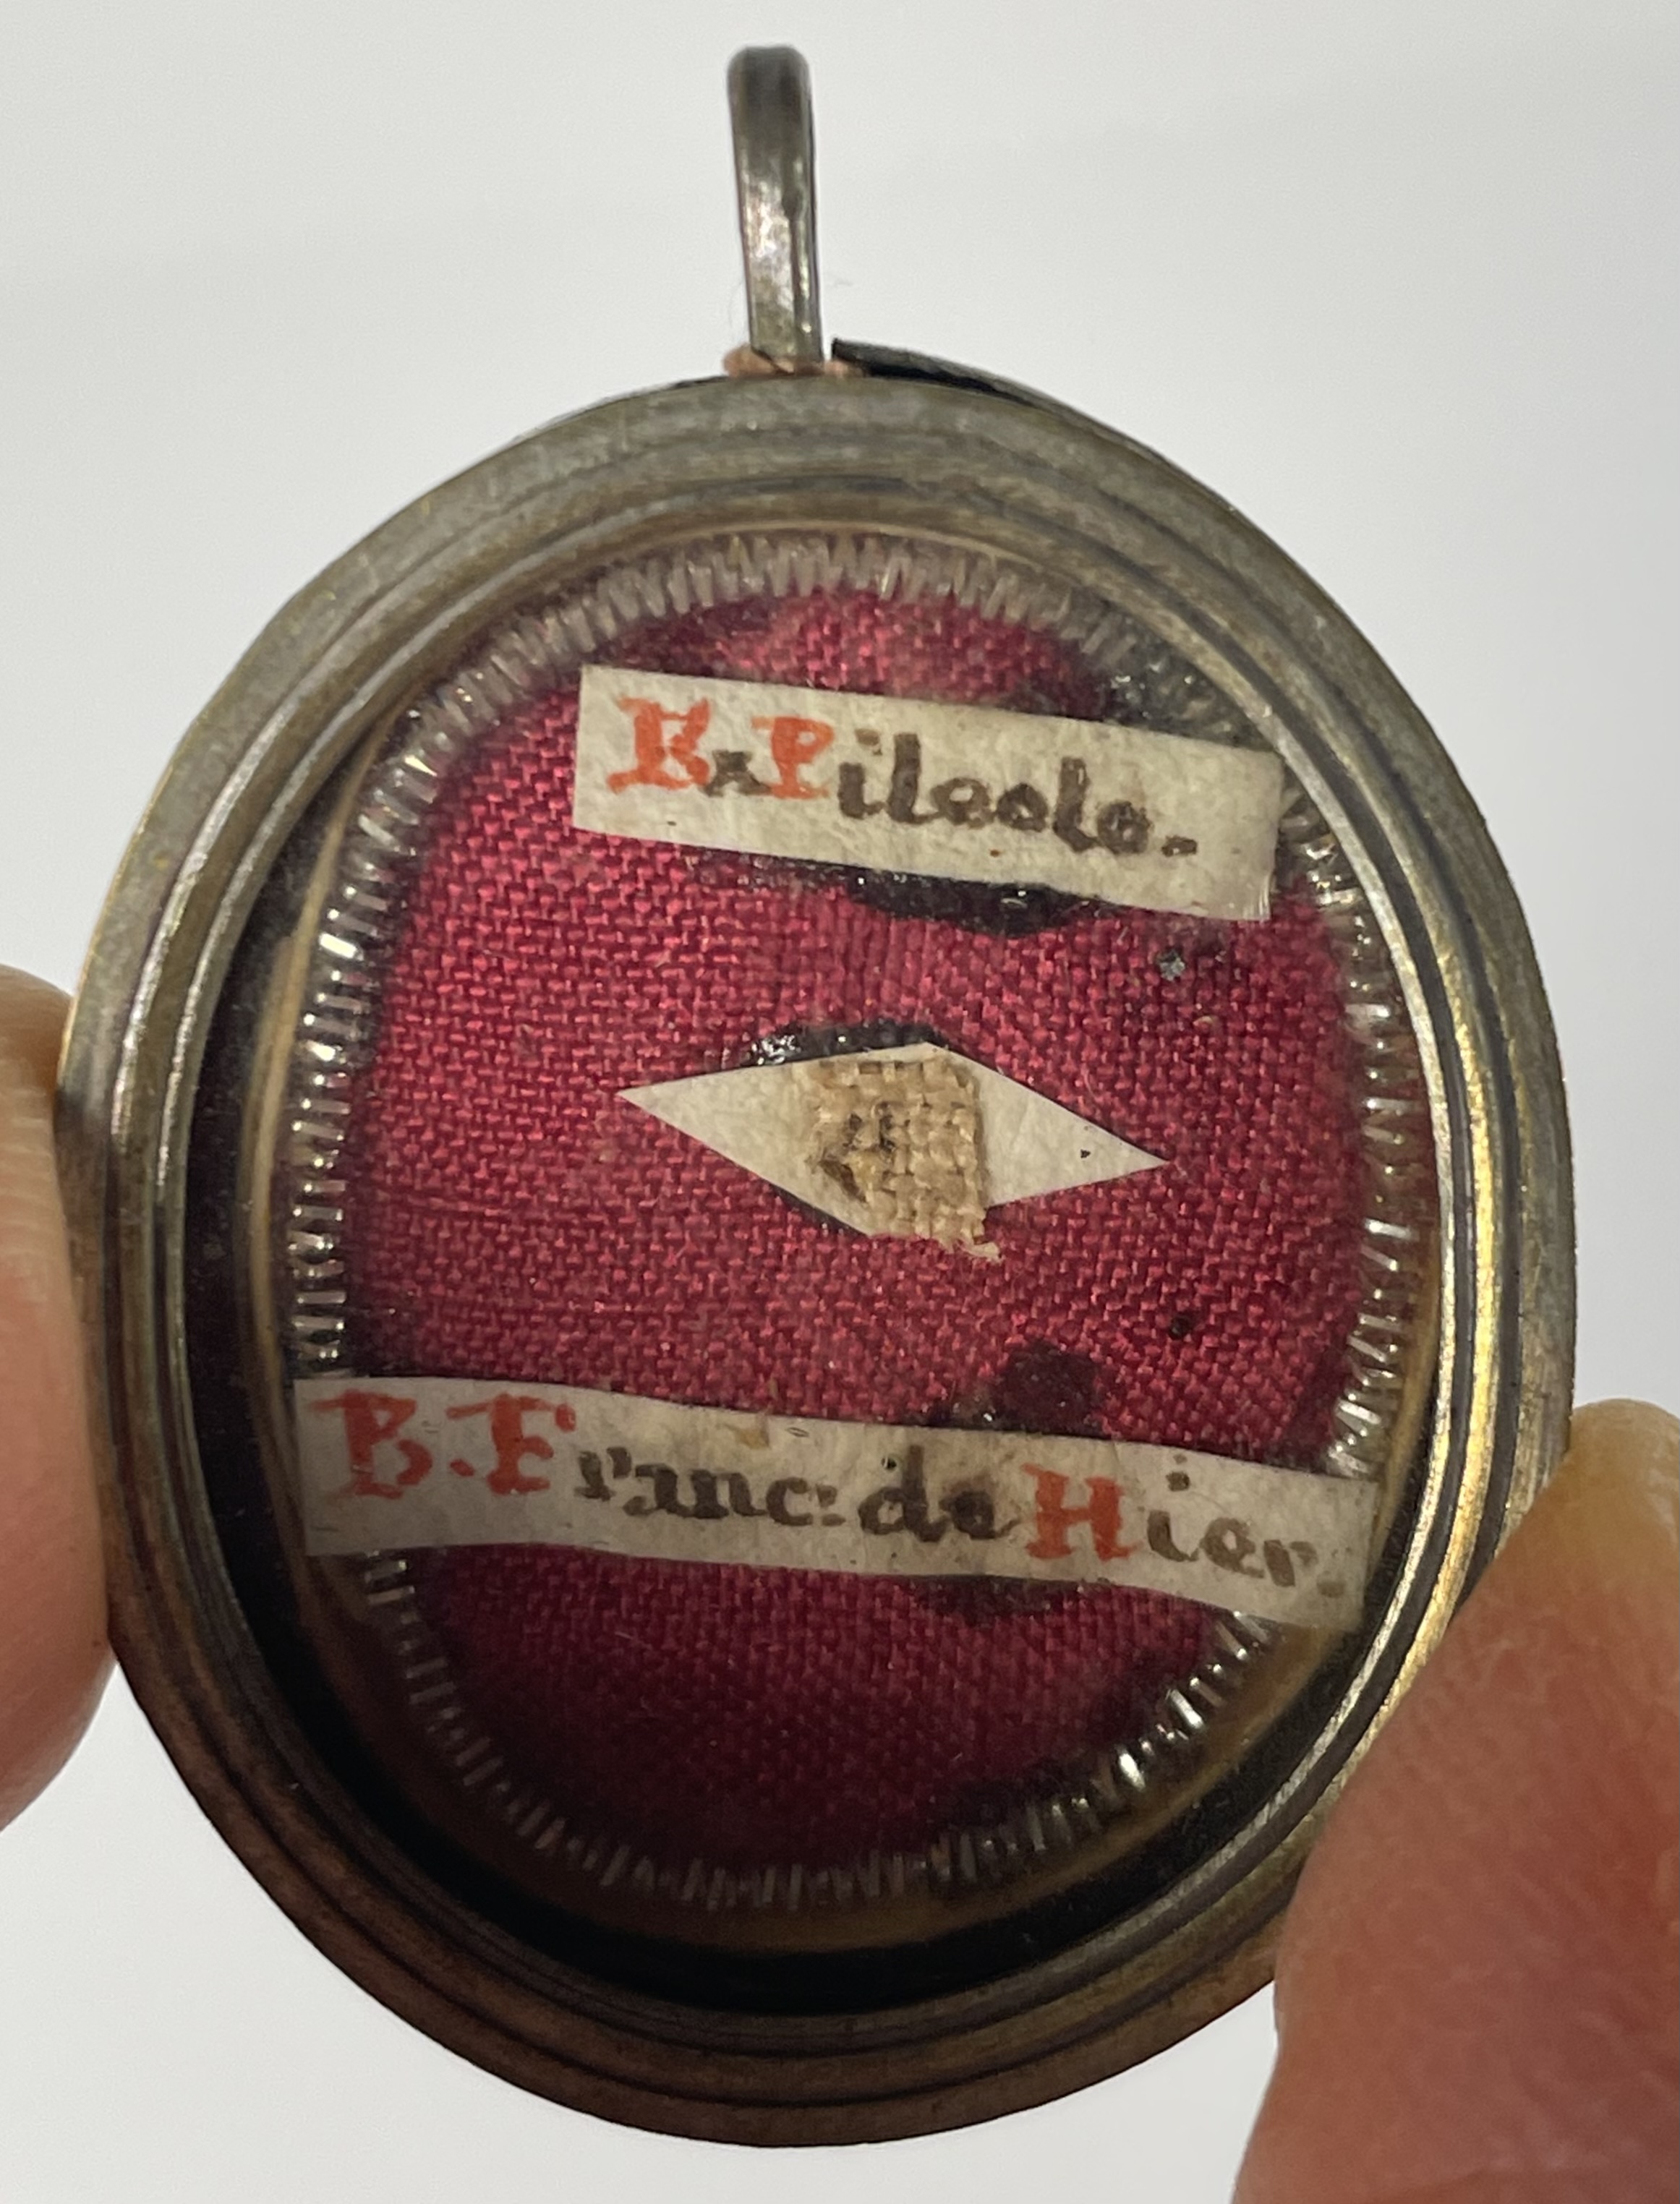 Ex Pileolo.
B. Franc: de Hier.